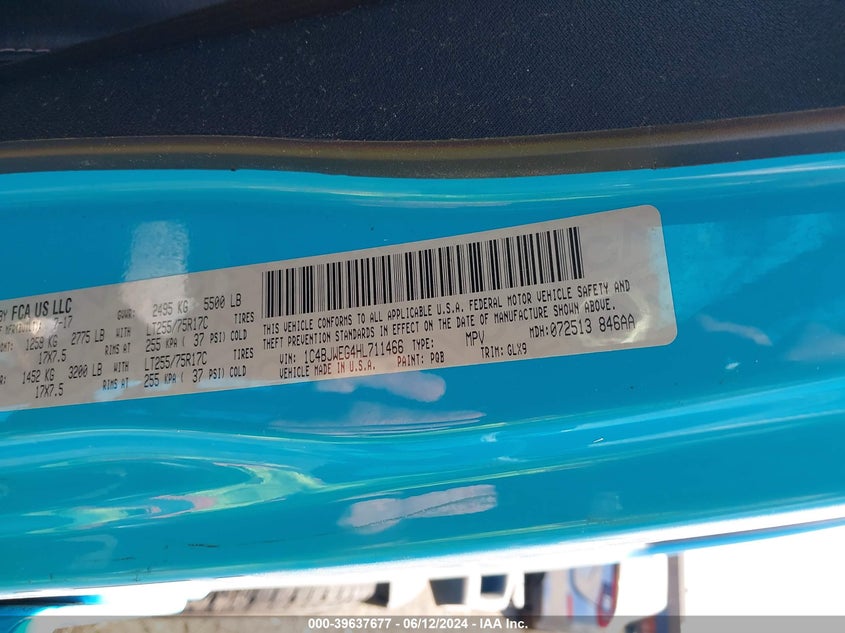 BY FCA US LLC
7-17 GVWR: 2495 KG 5500 LB
1259 KG 2775 LB WITH LT255/75R17C TIRES
17X7.5 RIMS AT 255 KPA ( 37 PSI) COLD
1452 KG 3200 LB WITH LT255/75R17C TIRES
17X7.5 RIMS AT 255 KPA ( 37 PSI) COLD
THIS VEHICLE CONFORMS TO ALL APPLICABLE U.S.A. FEDERAL MOTOR VEHICLE SAFETY AND
THEFT PREVENTION STANDARDS IN EFFECT ON THE DATE OF MANUFACTURE SHOWN ABOVE.
VIN: 1C4BJWEG4HL711466 TYPE: MPV MDH:072513 846AA
VEHICLE MADE IN U.S.A. PAINT: PQB TRIM: GLX9
000-39637677 - 06/12/2024 - IAA Inc.